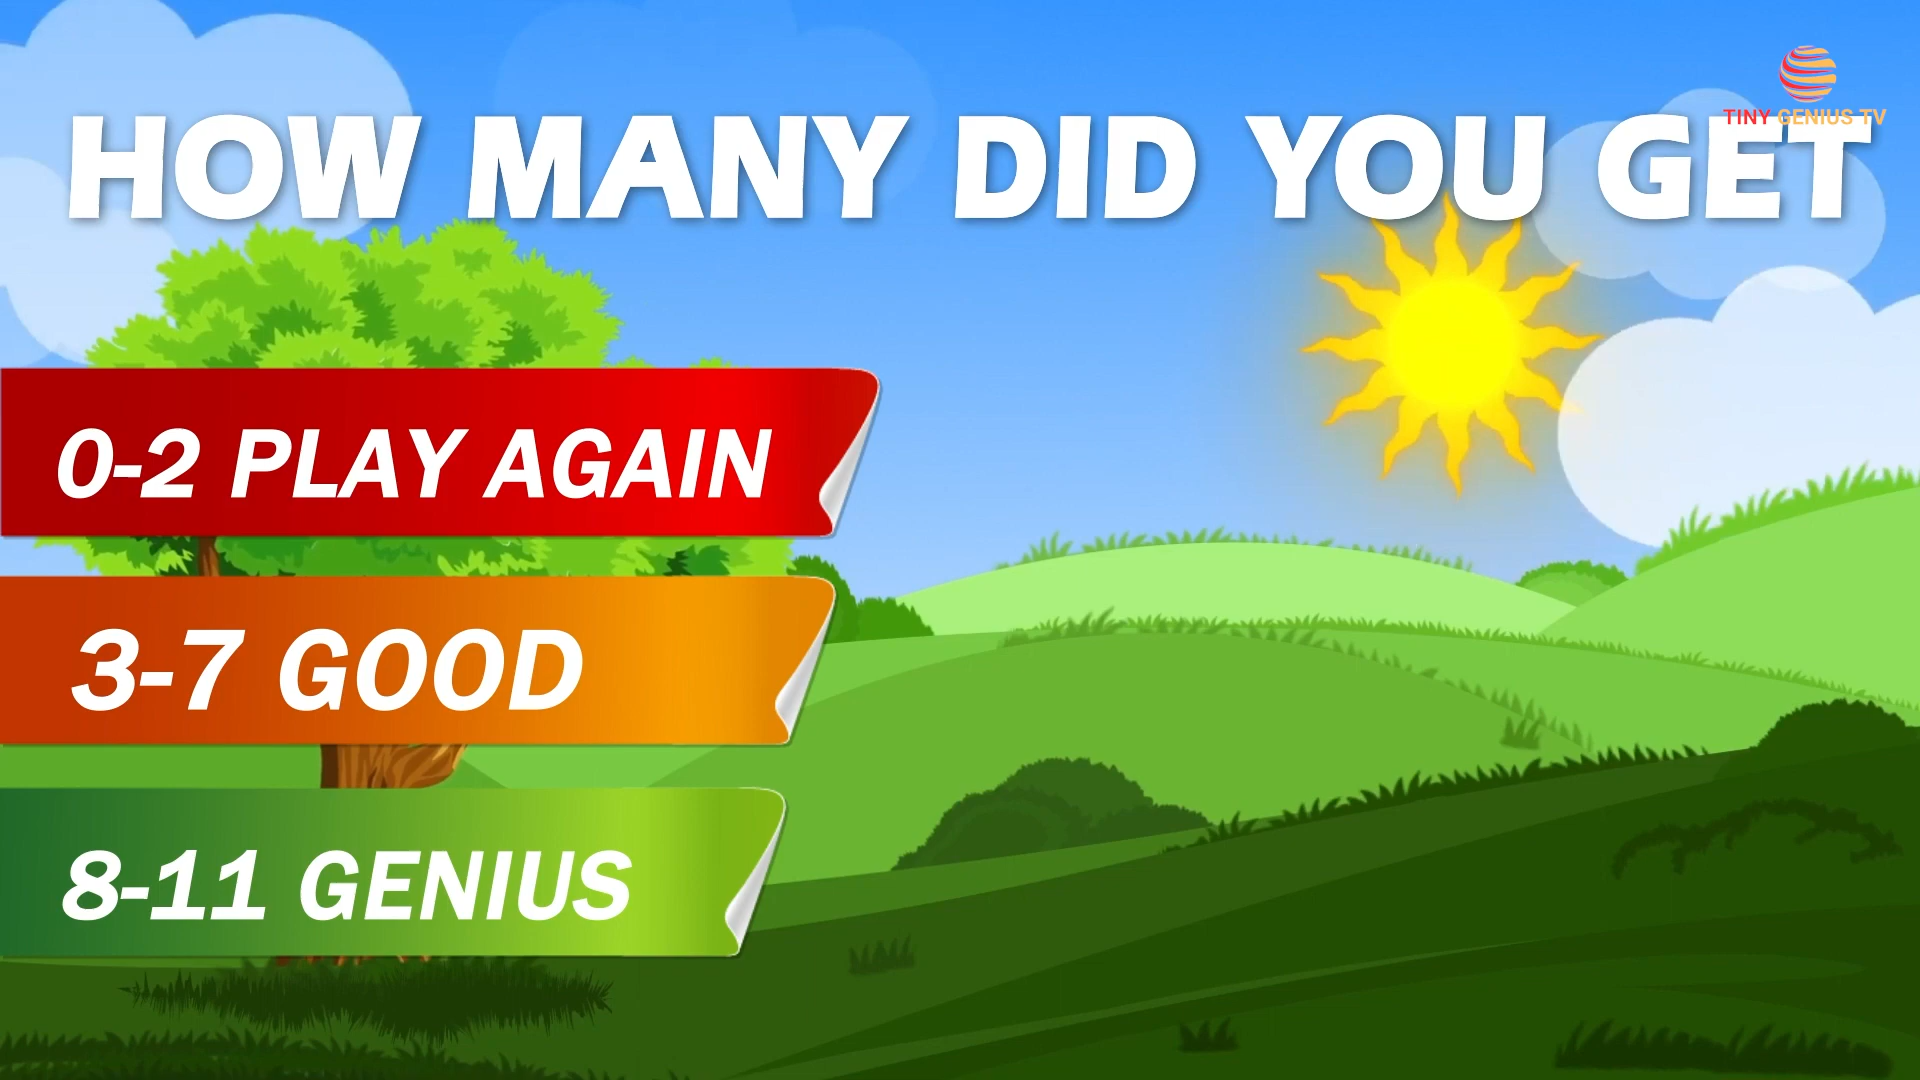 TINY GENIUS TV
HOW MANY DID YOU GET
0-2 PLAY AGAIN
3-7 GOOD
8-11 GENIUS